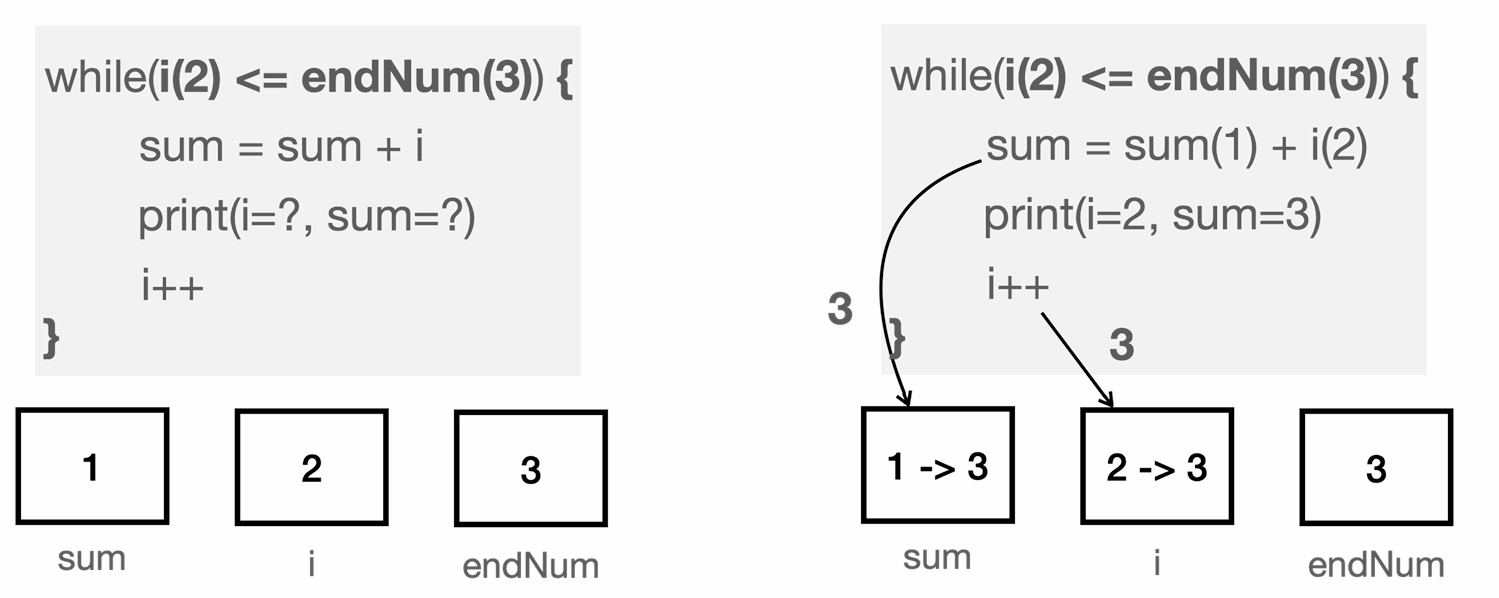 while(i(2) <= endNum(3)) {
sum = sum + i
print(i=?, sum=?)
i++
}
1
2
3
sum
i
endNum
while(i(2) <= endNum(3)) {
sum = sum(1) + i(2)
print(i=2, sum=3)
i++
3
}
3
1 -> 3
2 -> 3
3
sum
i
endNum